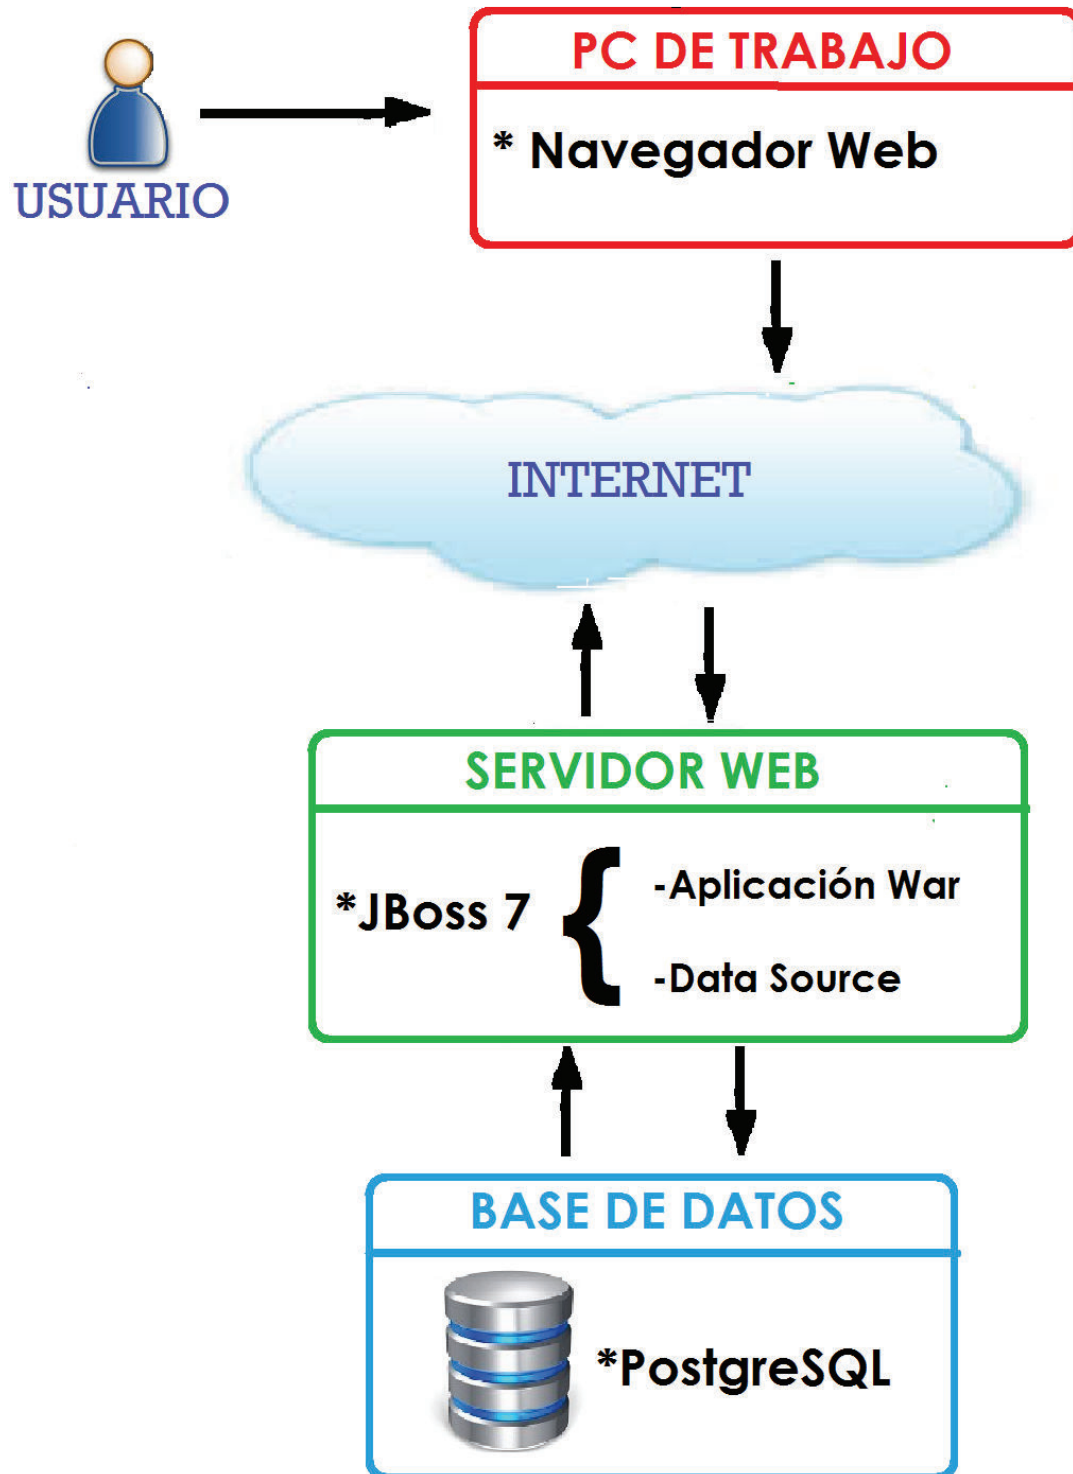 PC DE TRABAJO
* Navegador Web
USUARIO
INTERNET
SERVIDOR WEB
*JBoss 7
{
-Aplicación War
-Data Source
BASE DE DATOS
*PostgreSQL